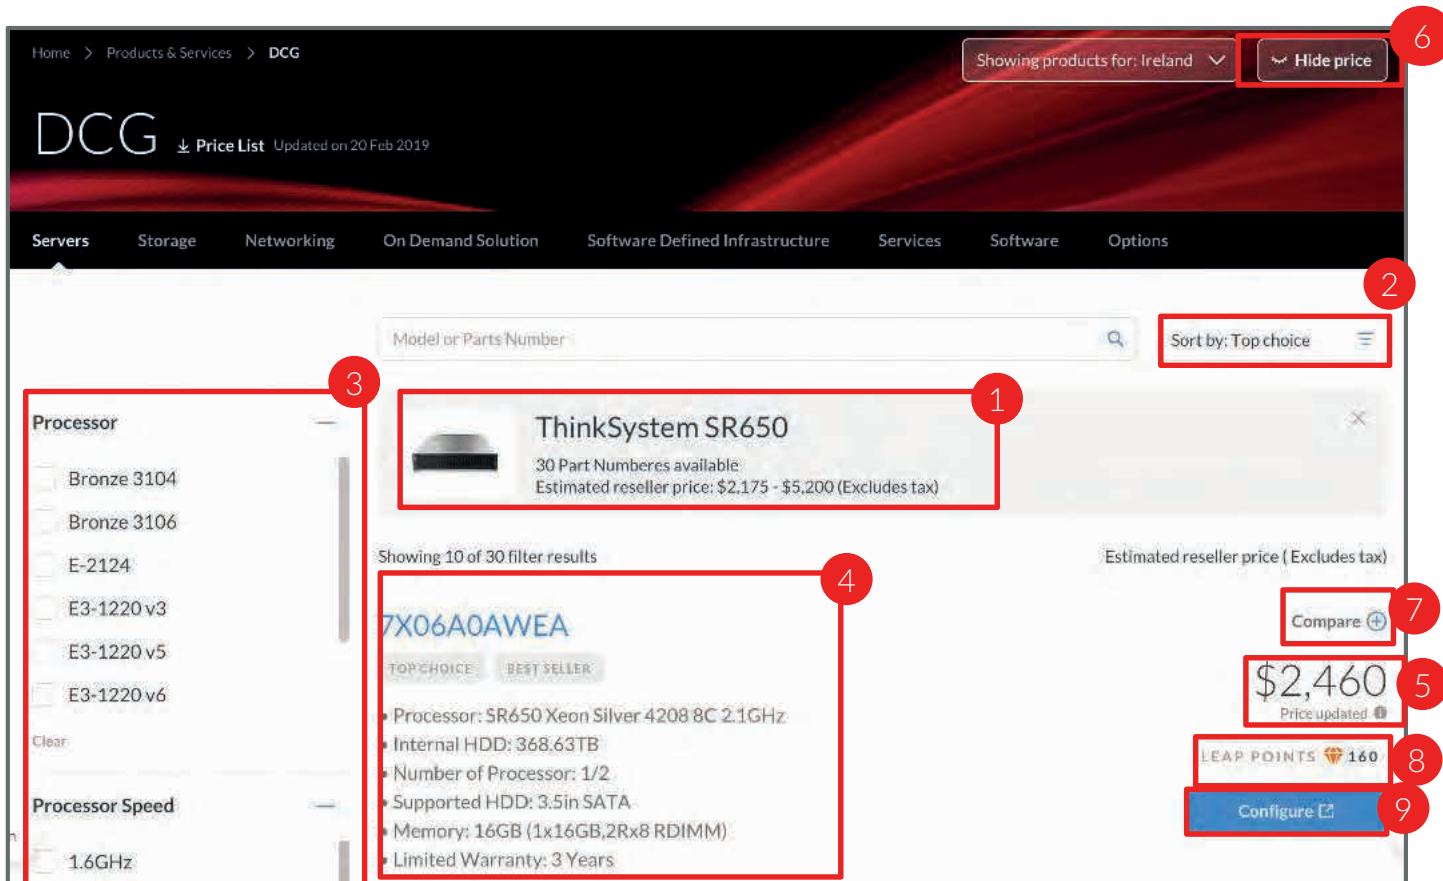 Home > Products & Services > DCG
Showing products for: Ireland
Hide price
6
DCG
Price List Updated on 20 Feb 2019
Servers Storage Networking On Demand Solution Software Defined Infrastructure Services Software Options
2
Model or Parts Number
Sort by: Top choice
3
Processor
Bronze 3104
Bronze 3106
E-2124
E3-1220 v3
E3-1220 v5
E3-1220 v6
Clear
Processor Speed
1.6GHz
1
ThinkSystem SR650
30 Part Numberes available
Estimated reseller price: $2,175 - $5,200 (Excludes tax)
Showing 10 of 30 filter results
Estimated reseller price ( Excludes tax)
4
7X06A0AWEA
TOP CHOICE BEST SELLER
• Processor: SR650 Xeon Silver 4208 8C 2.1GHz
• Internal HDD: 368.63TB
• Number of Processor: 1/2
• Supported HDD: 3.5in SATA
• Memory: 16GB (1x16GB,2Rx8 RDIMM)
• Limited Warranty: 3 Years
Compare
7
$2,460
Price updated
5
LEAP POINTS 160
8
Configure
9